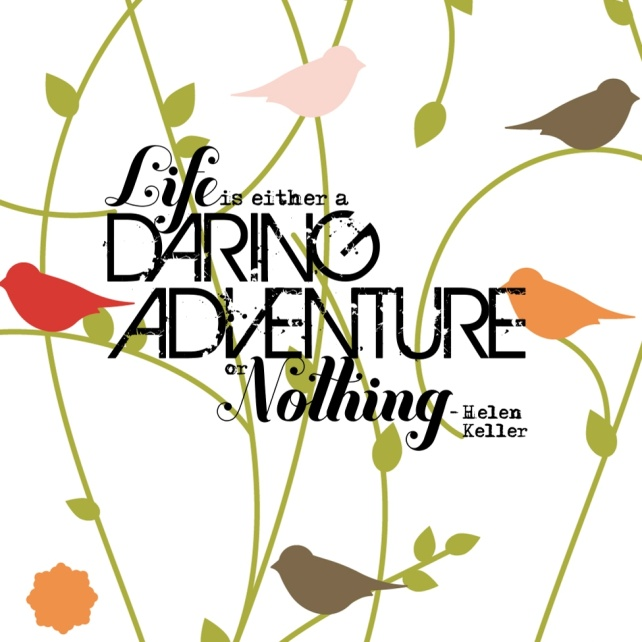 Life is either a
DARING
ADVENTURE
or Nothing - Helen
Keller